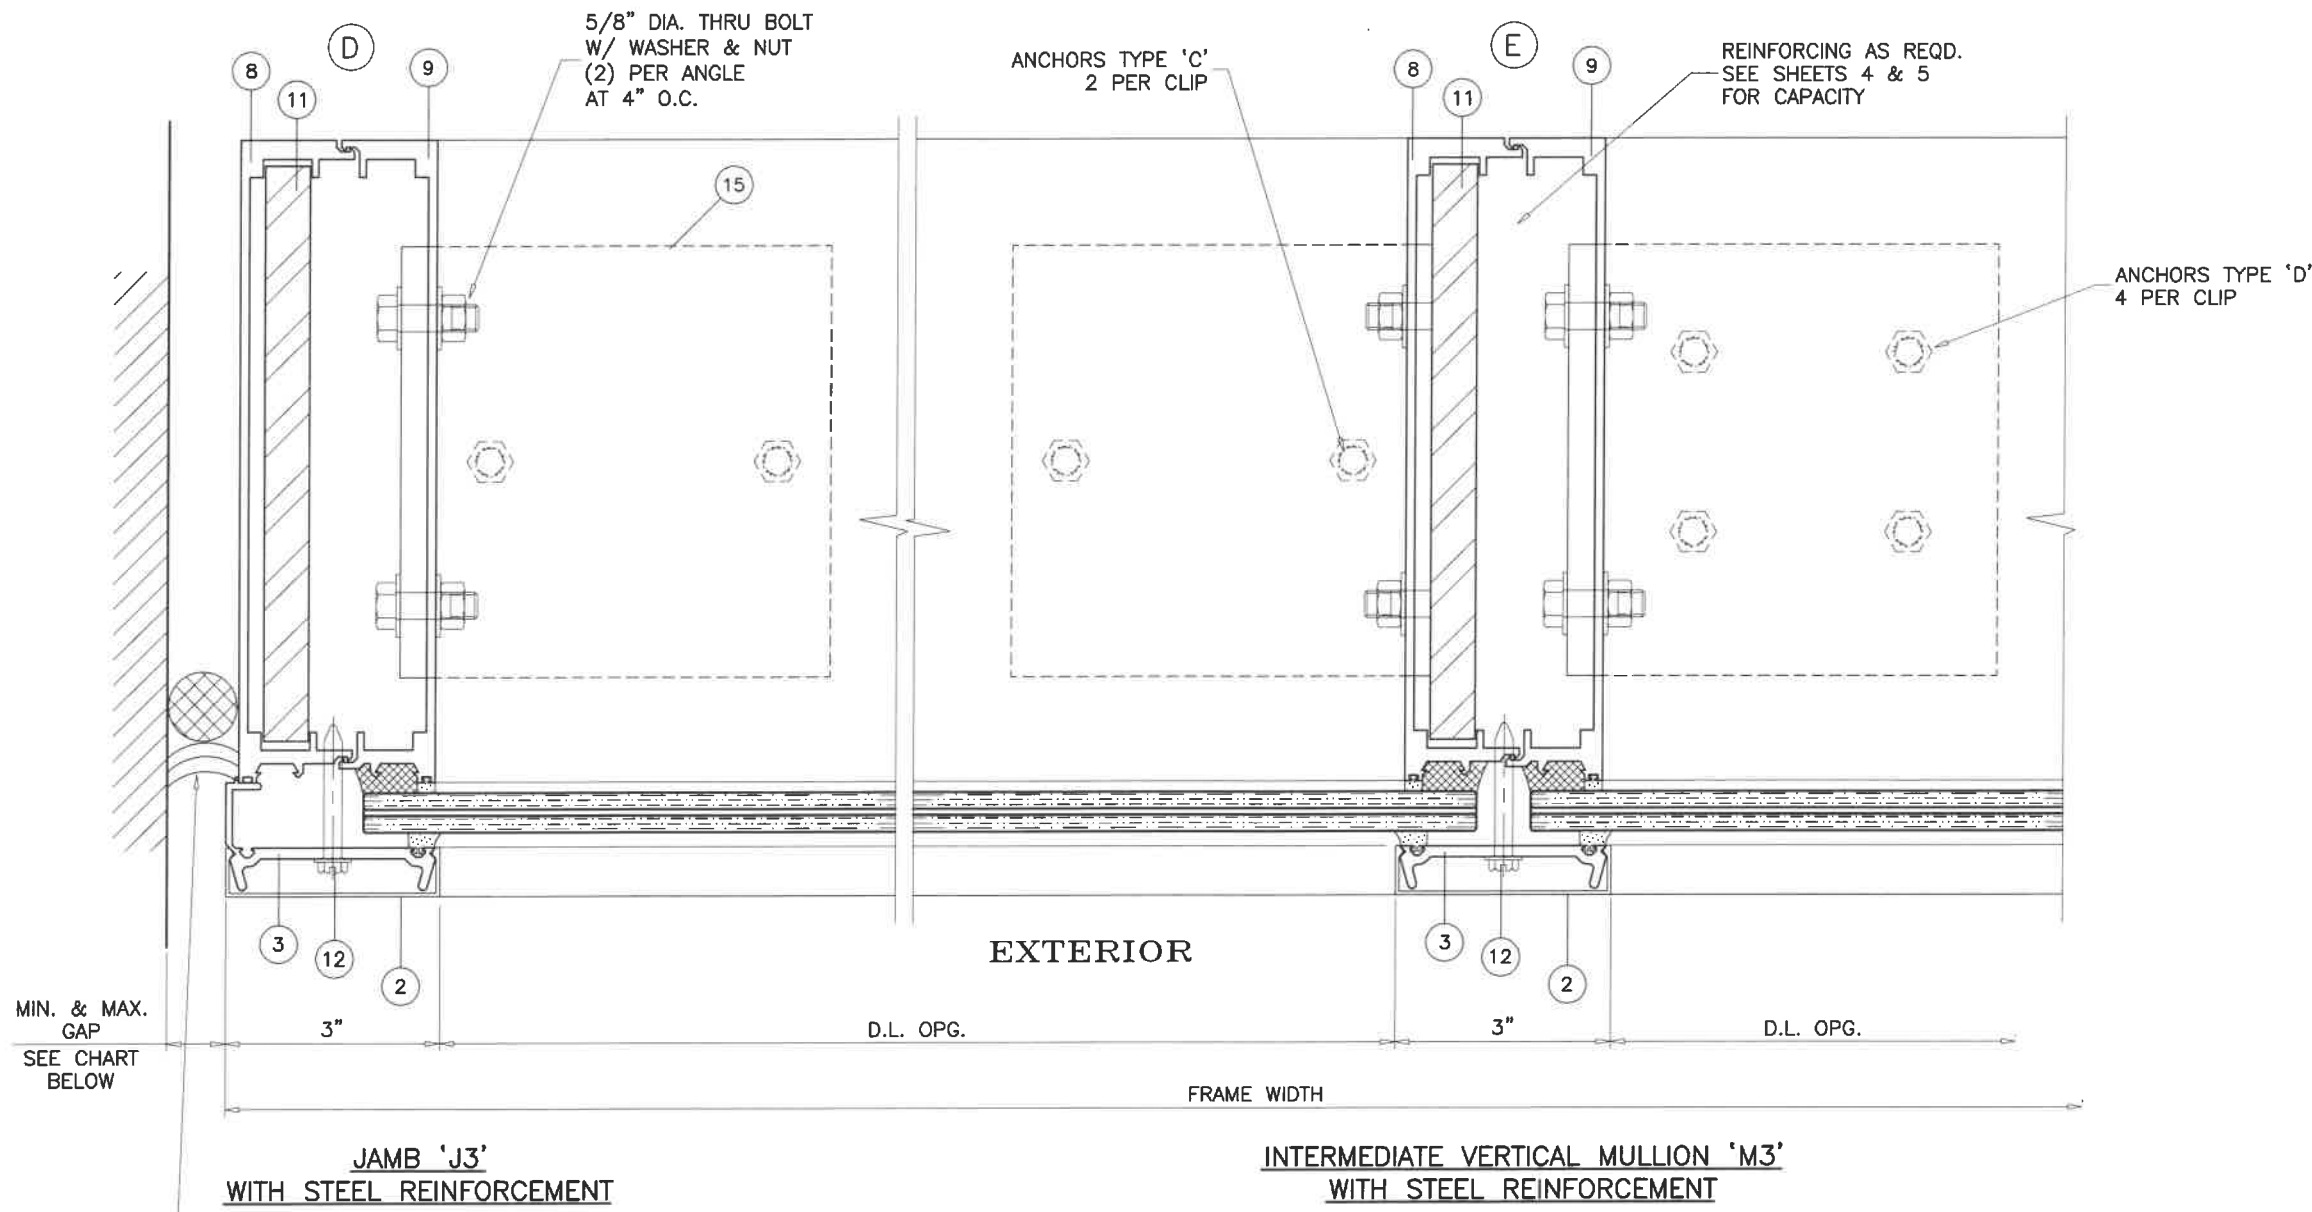 5/8" DIA. THRU BOLT
W/ WASHER & NUT
(2) PER ANGLE
AT 4" O.C.
D
8
9
11
15
ANCHORS TYPE 'C'
2 PER CLIP
E
8
9
11
REINFORCING AS REQD.
SEE SHEETS 4 & 5
FOR CAPACITY
ANCHORS TYPE 'D'
4 PER CLIP
EXTERIOR
3
12
2
3
12
2
MIN. & MAX.
GAP
SEE CHART
BELOW
3"
D.L. OPG.
3"
D.L. OPG.
FRAME WIDTH
JAMB 'J3'
WITH STEEL REINFORCEMENT
INTERMEDIATE VERTICAL MULLION 'M3'
WITH STEEL REINFORCEMENT